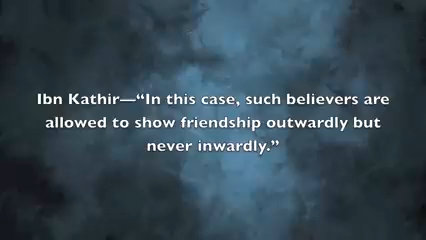 Ibn Kathir—“In this case, such believers are
allowed to show friendship outwardly but
never inwardly.”